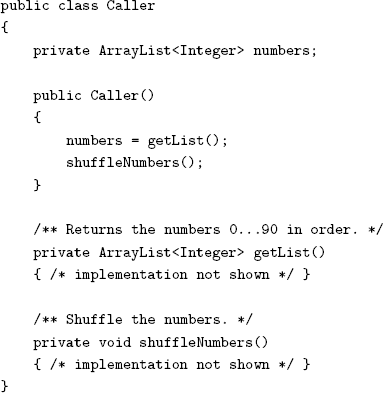 public class Caller
{
    private ArrayList<Integer> numbers;

    public Caller()
    {
        numbers = getList();
        shuffleNumbers();
    }

    /** Returns the numbers 0...90 in order. */
    private ArrayList<Integer> getList()
    { /* implementation not shown */ }

    /** Shuffle the numbers. */
    private void shuffleNumbers()
    { /* implementation not shown */ }
}